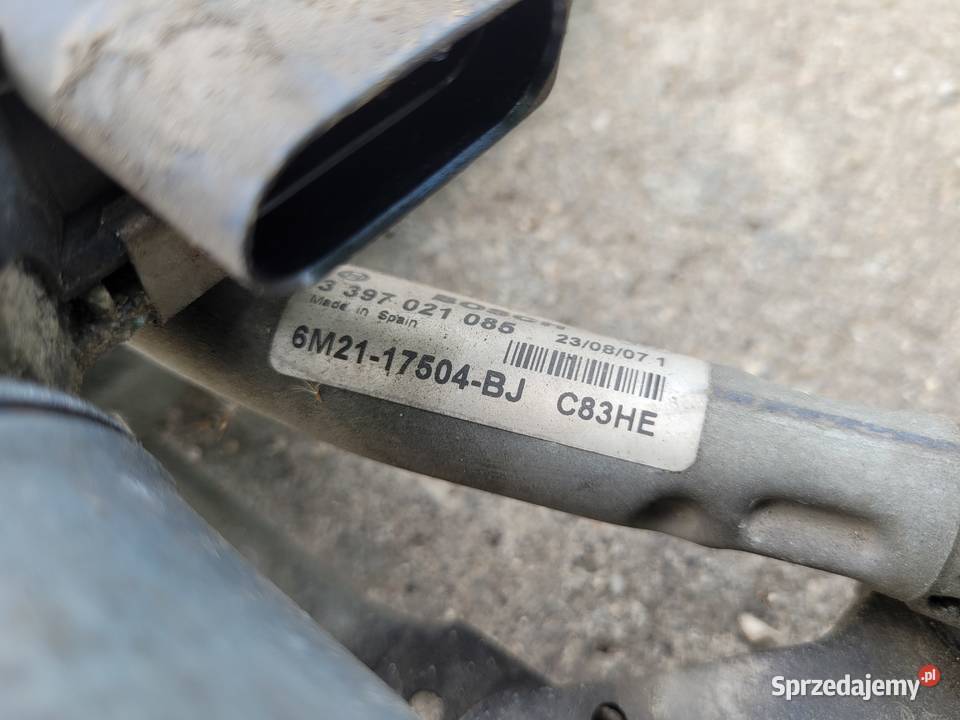 BOSCH
3 397 021 085
Made in Spain
23/08/07 1
6M21-17504-BJ
C83HE
Sprzedajemy.pl